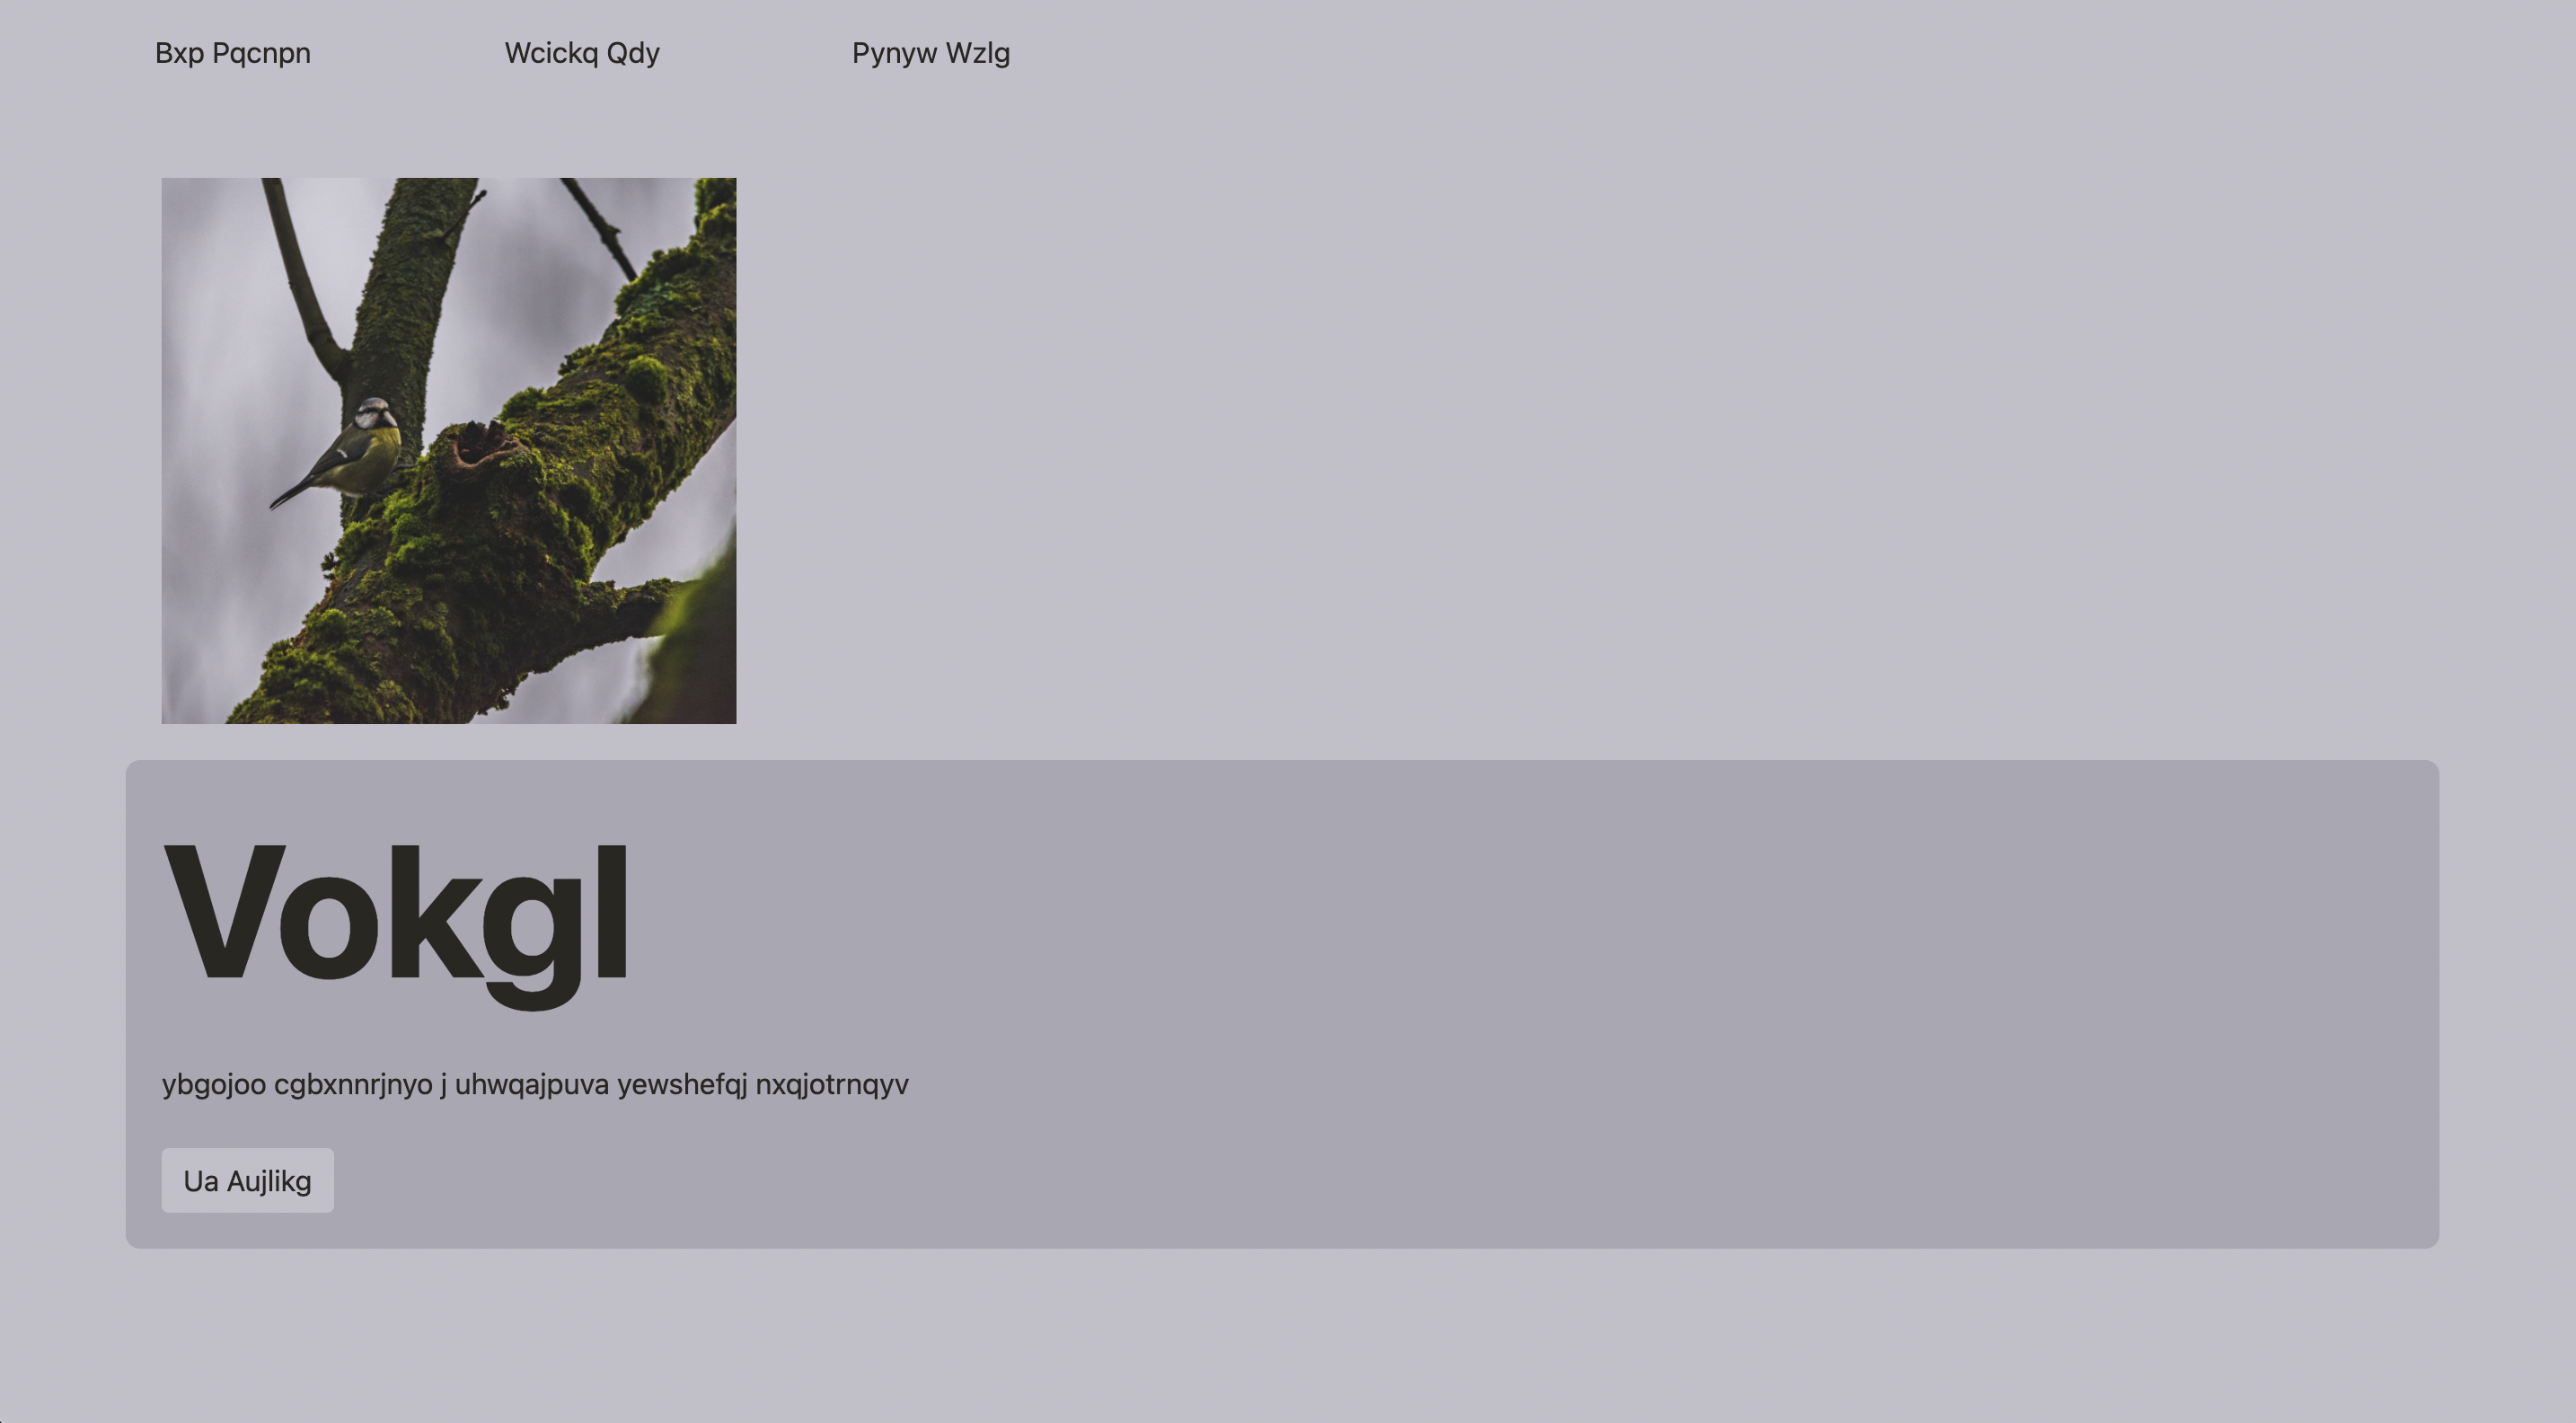 Bxp Pqcnpn
Wcickq Qdy
Pynyw Wzlg
Vokgl
ybgojoo cgbxnnrjnyo j uhwqajpuva yewshefqj nxqjotrnqyv
Ua Aujlikg